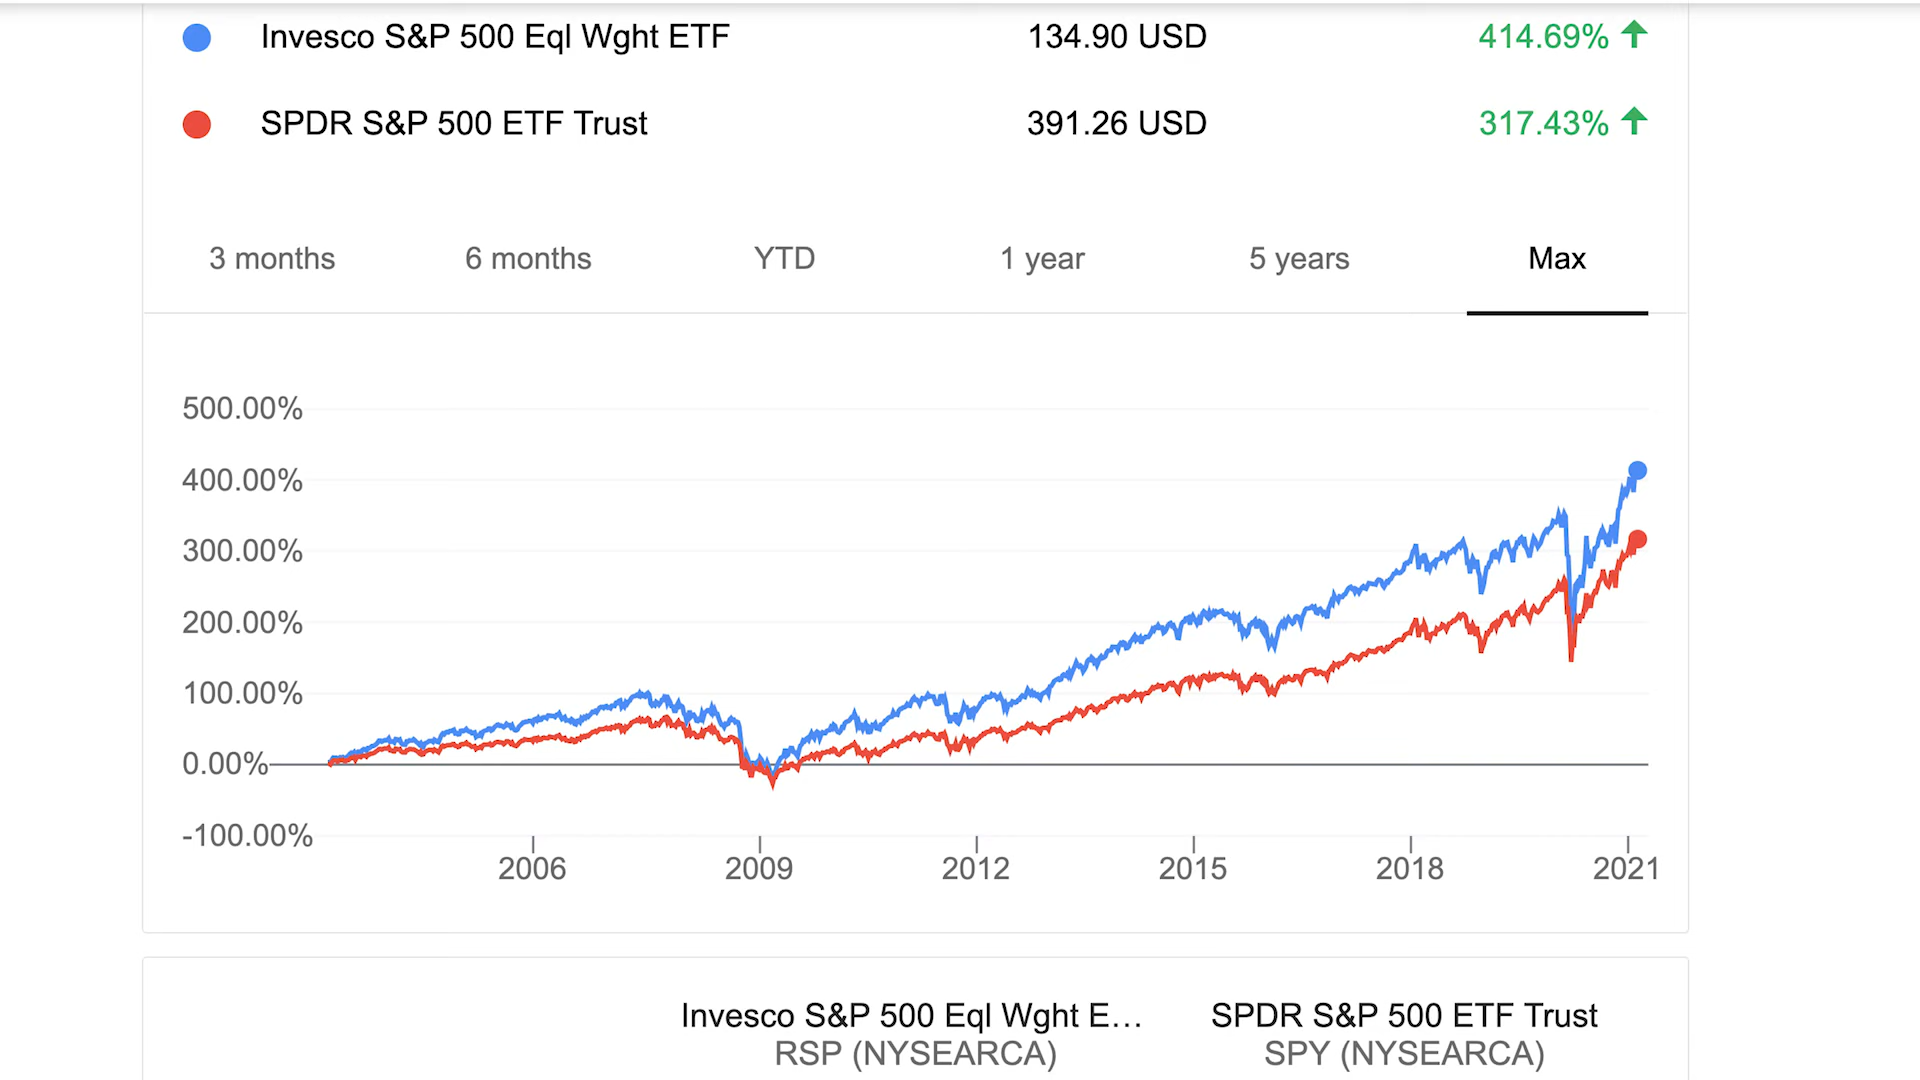 Invesco S&P 500 Eql Wght ETF 134.90 USD 414.69%
SPDR S&P 500 ETF Trust 391.26 USD 317.43%
3 months 6 months YTD 1 year 5 years Max
500.00%
400.00%
300.00%
200.00%
100.00%
0.00%
-100.00%
2006 2009 2012 2015 2018 2021
Invesco S&P 500 Eql Wght E... SPDR S&P 500 ETF Trust
RSP (NYSEARCA) SPY (NYSEARCA)